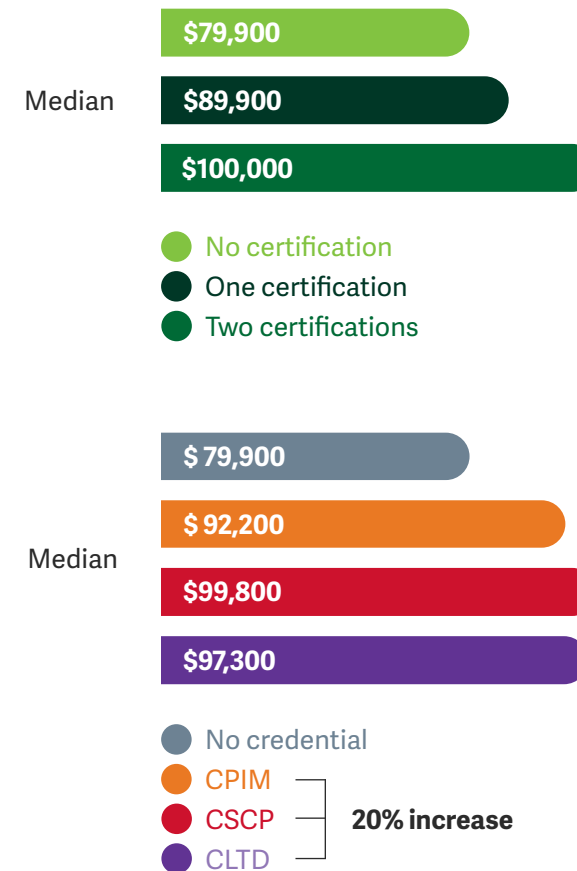 $79,900
Median
$89,900
$100,000
No certification
One certification
Two certifications
$ 79,900
$ 92,200
Median
$99,800
$97,300
No credential
CPIM
CSCP
20% increase
CLTD